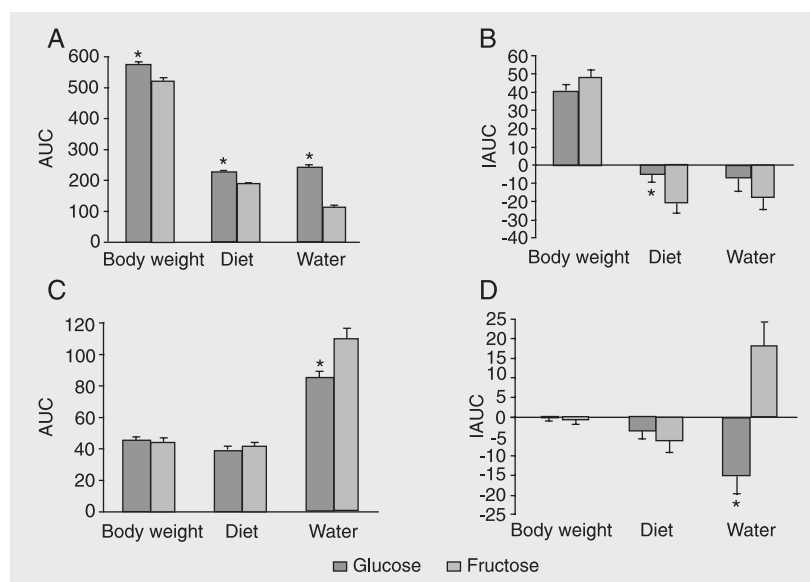 A
AUC
600
500
400
300
200
100
0
*
*
*
Body weight
Diet
Water
B
IAUC
60
50
40
30
20
10
0
-10
-20
-30
-40
*
Body weight
Diet
Water
C
AUC
120
100
80
60
40
20
0
*
Body weight
Diet
Water
D
IAUC
25
20
15
10
5
0
-5
-10
-15
-20
-25
*
Body weight
Diet
Water
Glucose
Fructose